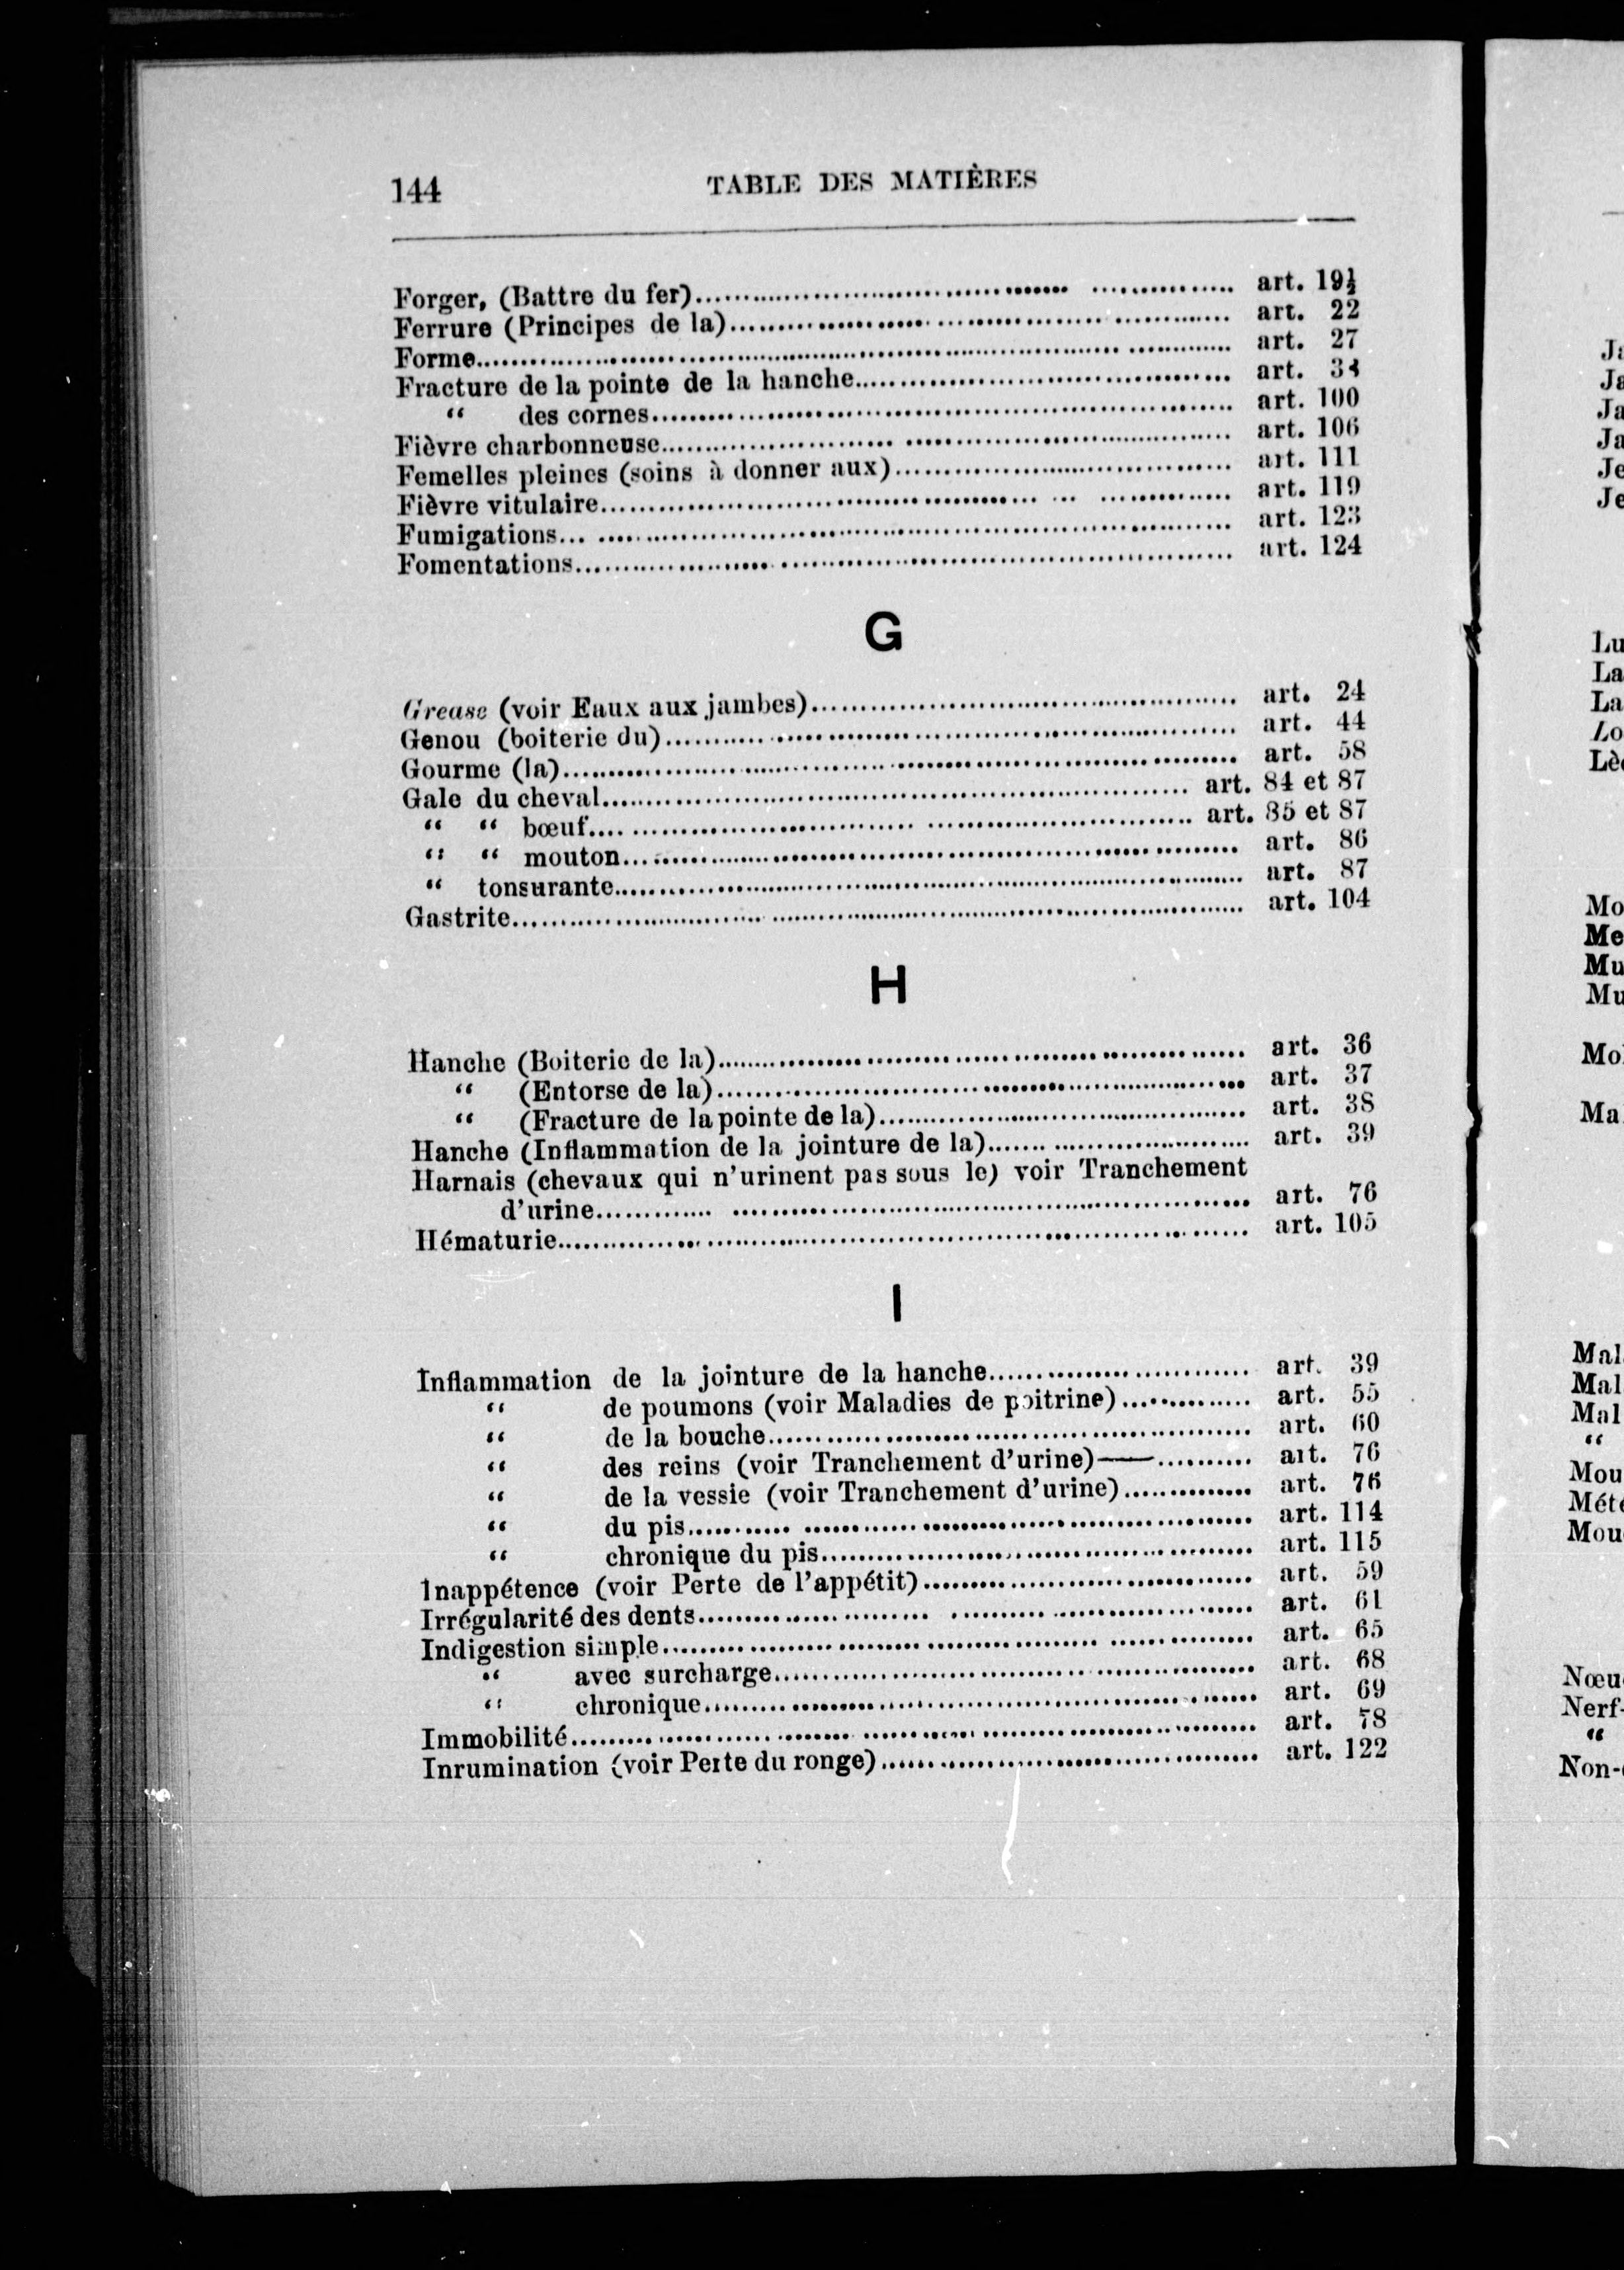 144 TABLE DES MATIÈRES
Forger, (Battre du fer) art. 19½
Ferrure (Principes de la) art. 22
Forme art. 27
Fracture de la pointe de la hanche art.
“ des cornes art. 100
Fièvre charbonneuse art. 106
Femelles pleines (soins à donner aux) art. 111
Fièvre vitulaire art. 119
Fumigations art. 123
Fomentations art. 124
G
Grease (voir Eaux aux jambes) art. 24
Genou (boiterie du) art. 44
Gourme (la) art. 58
Gale du cheval art. 84 et 87
“ “ bœuf art. 85 et 87
“ “ mouton art. 86
“ tonsurante art. 87
Gastrite art. 104
H
Hanche (Boiterie de la) art. 36
“ (Entorse de la) art. 37
“ (Fracture de la pointe de la) art. 38
Hanche (Inflammation de la jointure de la) art. 39
Harnais (chevaux qui n'urinent pas sous le) voir Tranchement
d'urine art. 76
Hématurie art. 105
I
Inflammation de la jointure de la hanche art. 39
“ de poumons (voir Maladies de poitrine) art. 55
“ de la bouche art. 60
“ des reins (voir Tranchement d'urine)— art. 76
“ de la vessie (voir Tranchement d'urine) art. 76
“ du pis art. 114
“ chronique du pis art. 115
Inappétence (voir Perte de l'appétit) art. 59
Irrégularité des dents art. 61
Indigestion simple art. 65
“ avec surcharge art. 68
“ chronique art. 69
Immobilité art. 78
Inrumination (voir Perte du ronge) art. 122